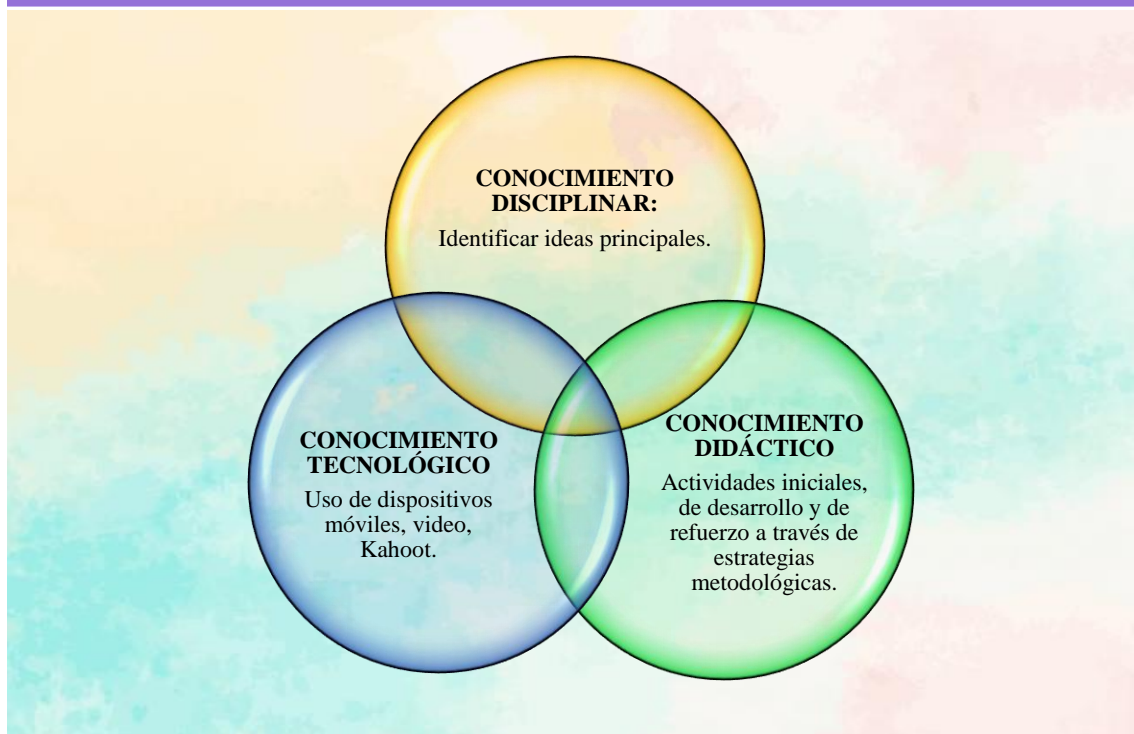 CONOCIMIENTO
DISCIPLINAR:
Identificar ideas principales.
CONOCIMIENTO
TECNOLÓGICO
Uso de dispositivos
móviles, video,
Kahoot.
CONOCIMIENTO
DIDÁCTICO
Actividades iniciales,
de desarrollo y de
refuerzo a través de
estrategias
metodológicas.